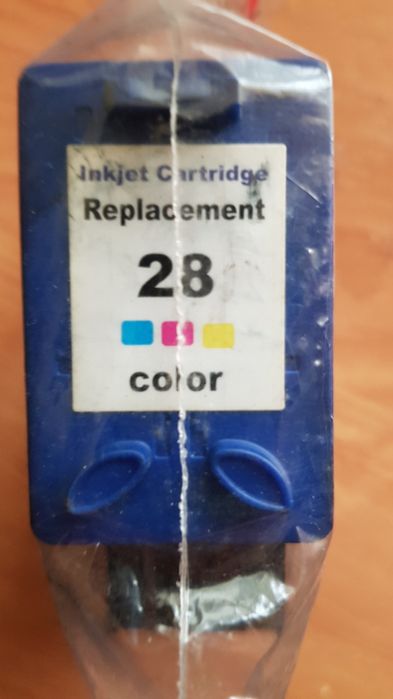 Inkjet Cartridge
Replacement
28
color